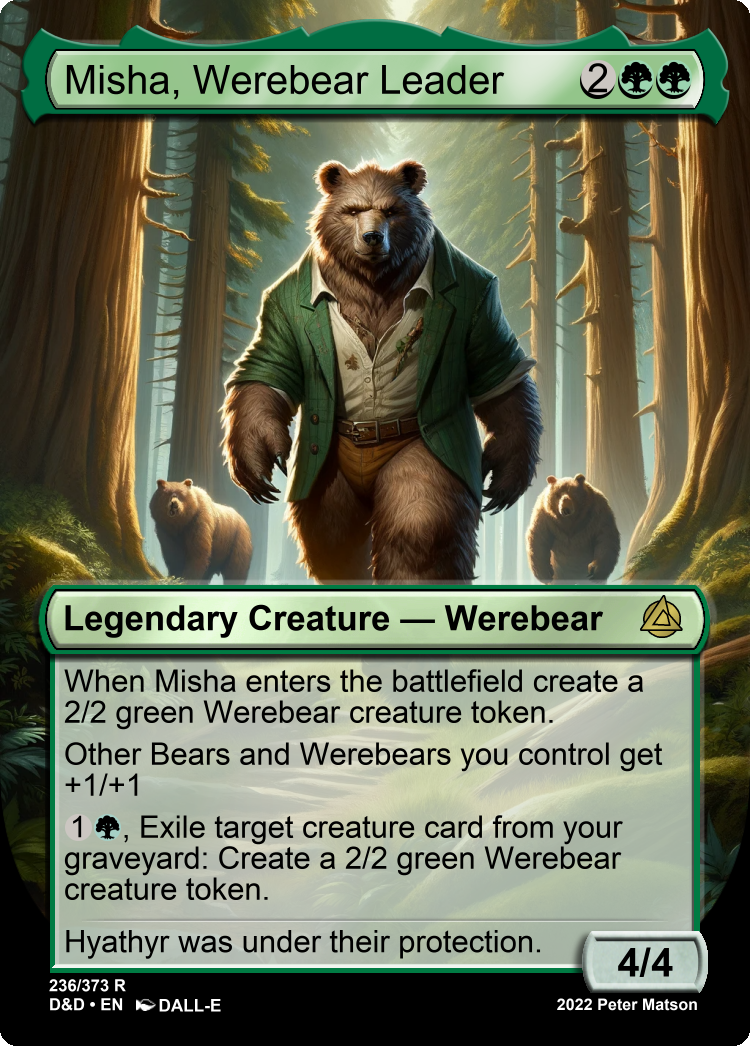 Misha, Werebear Leader 2
Legendary Creature — Werebear
When Misha enters the battlefield create a
2/2 green Werebear creature token.
Other Bears and Werebears you control get
+1/+1
1 , Exile target creature card from your
graveyard: Create a 2/2 green Werebear
creature token.
Hyathyr was under their protection.
4/4
236/373 R
D&D • EN DALL-E
2022 Peter Matson